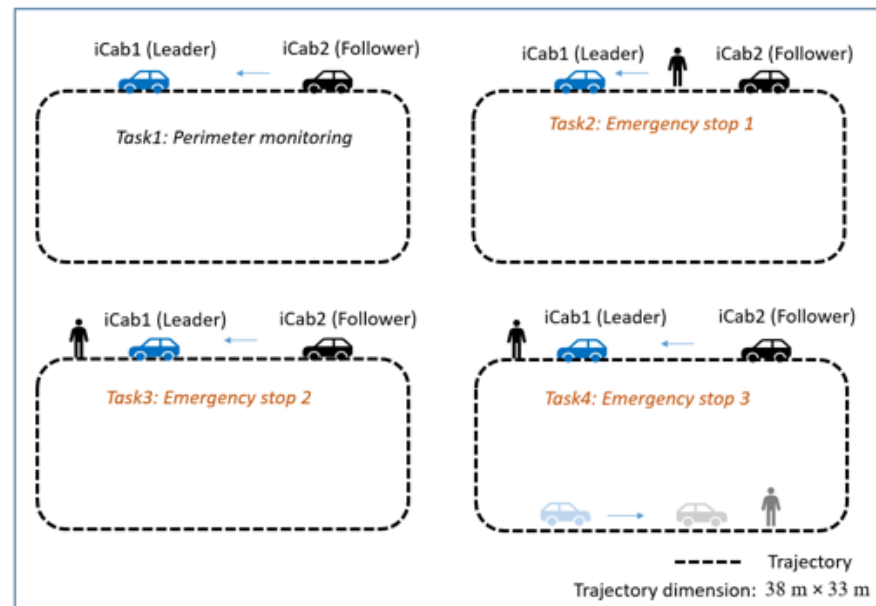 iCab1 (Leader) iCab2 (Follower)
Task1: Perimeter monitoring
iCab1 (Leader) iCab2 (Follower)
Task2: Emergency stop 1
iCab1 (Leader) iCab2 (Follower)
Task3: Emergency stop 2
iCab1 (Leader) iCab2 (Follower)
Task4: Emergency stop 3
Trajectory
Trajectory dimension: 38 m × 33 m